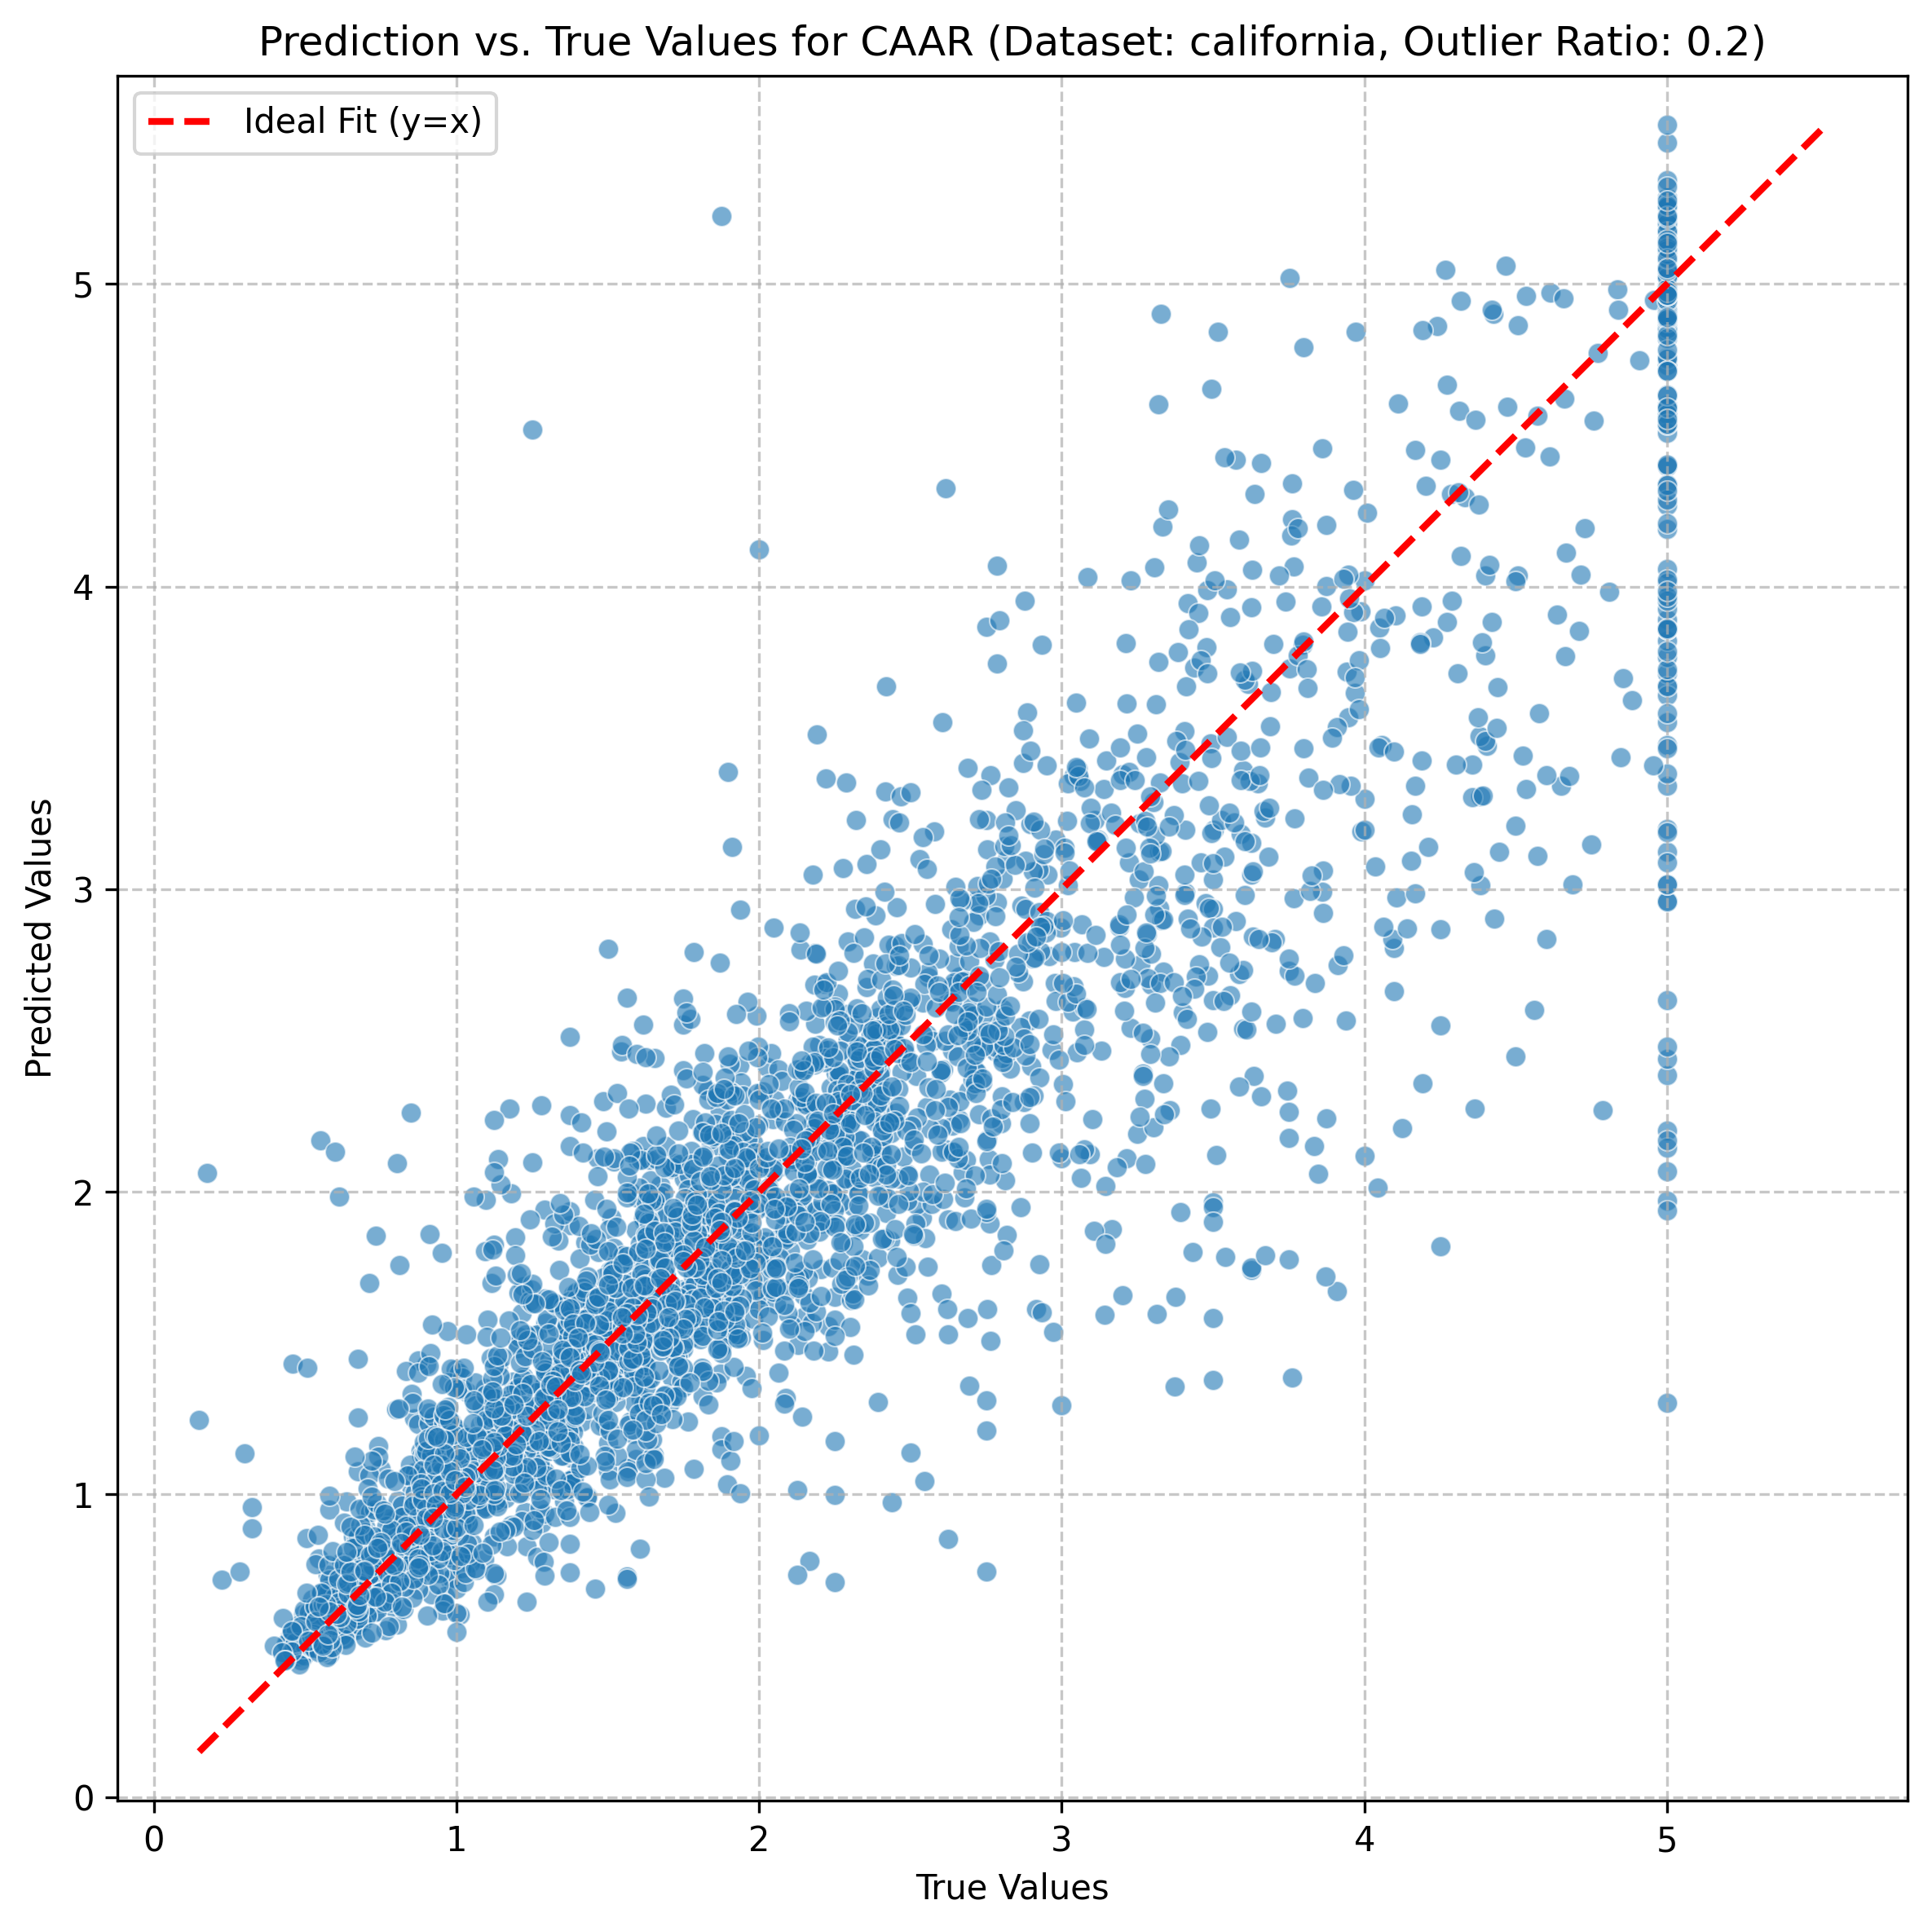 Prediction vs. True Values for CAAR (Dataset: california, Outlier Ratio: 0.2)
Ideal Fit (y=x)
Predicted Values
5
4
3
2
1
0
0 1 2 3 4 5
True Values